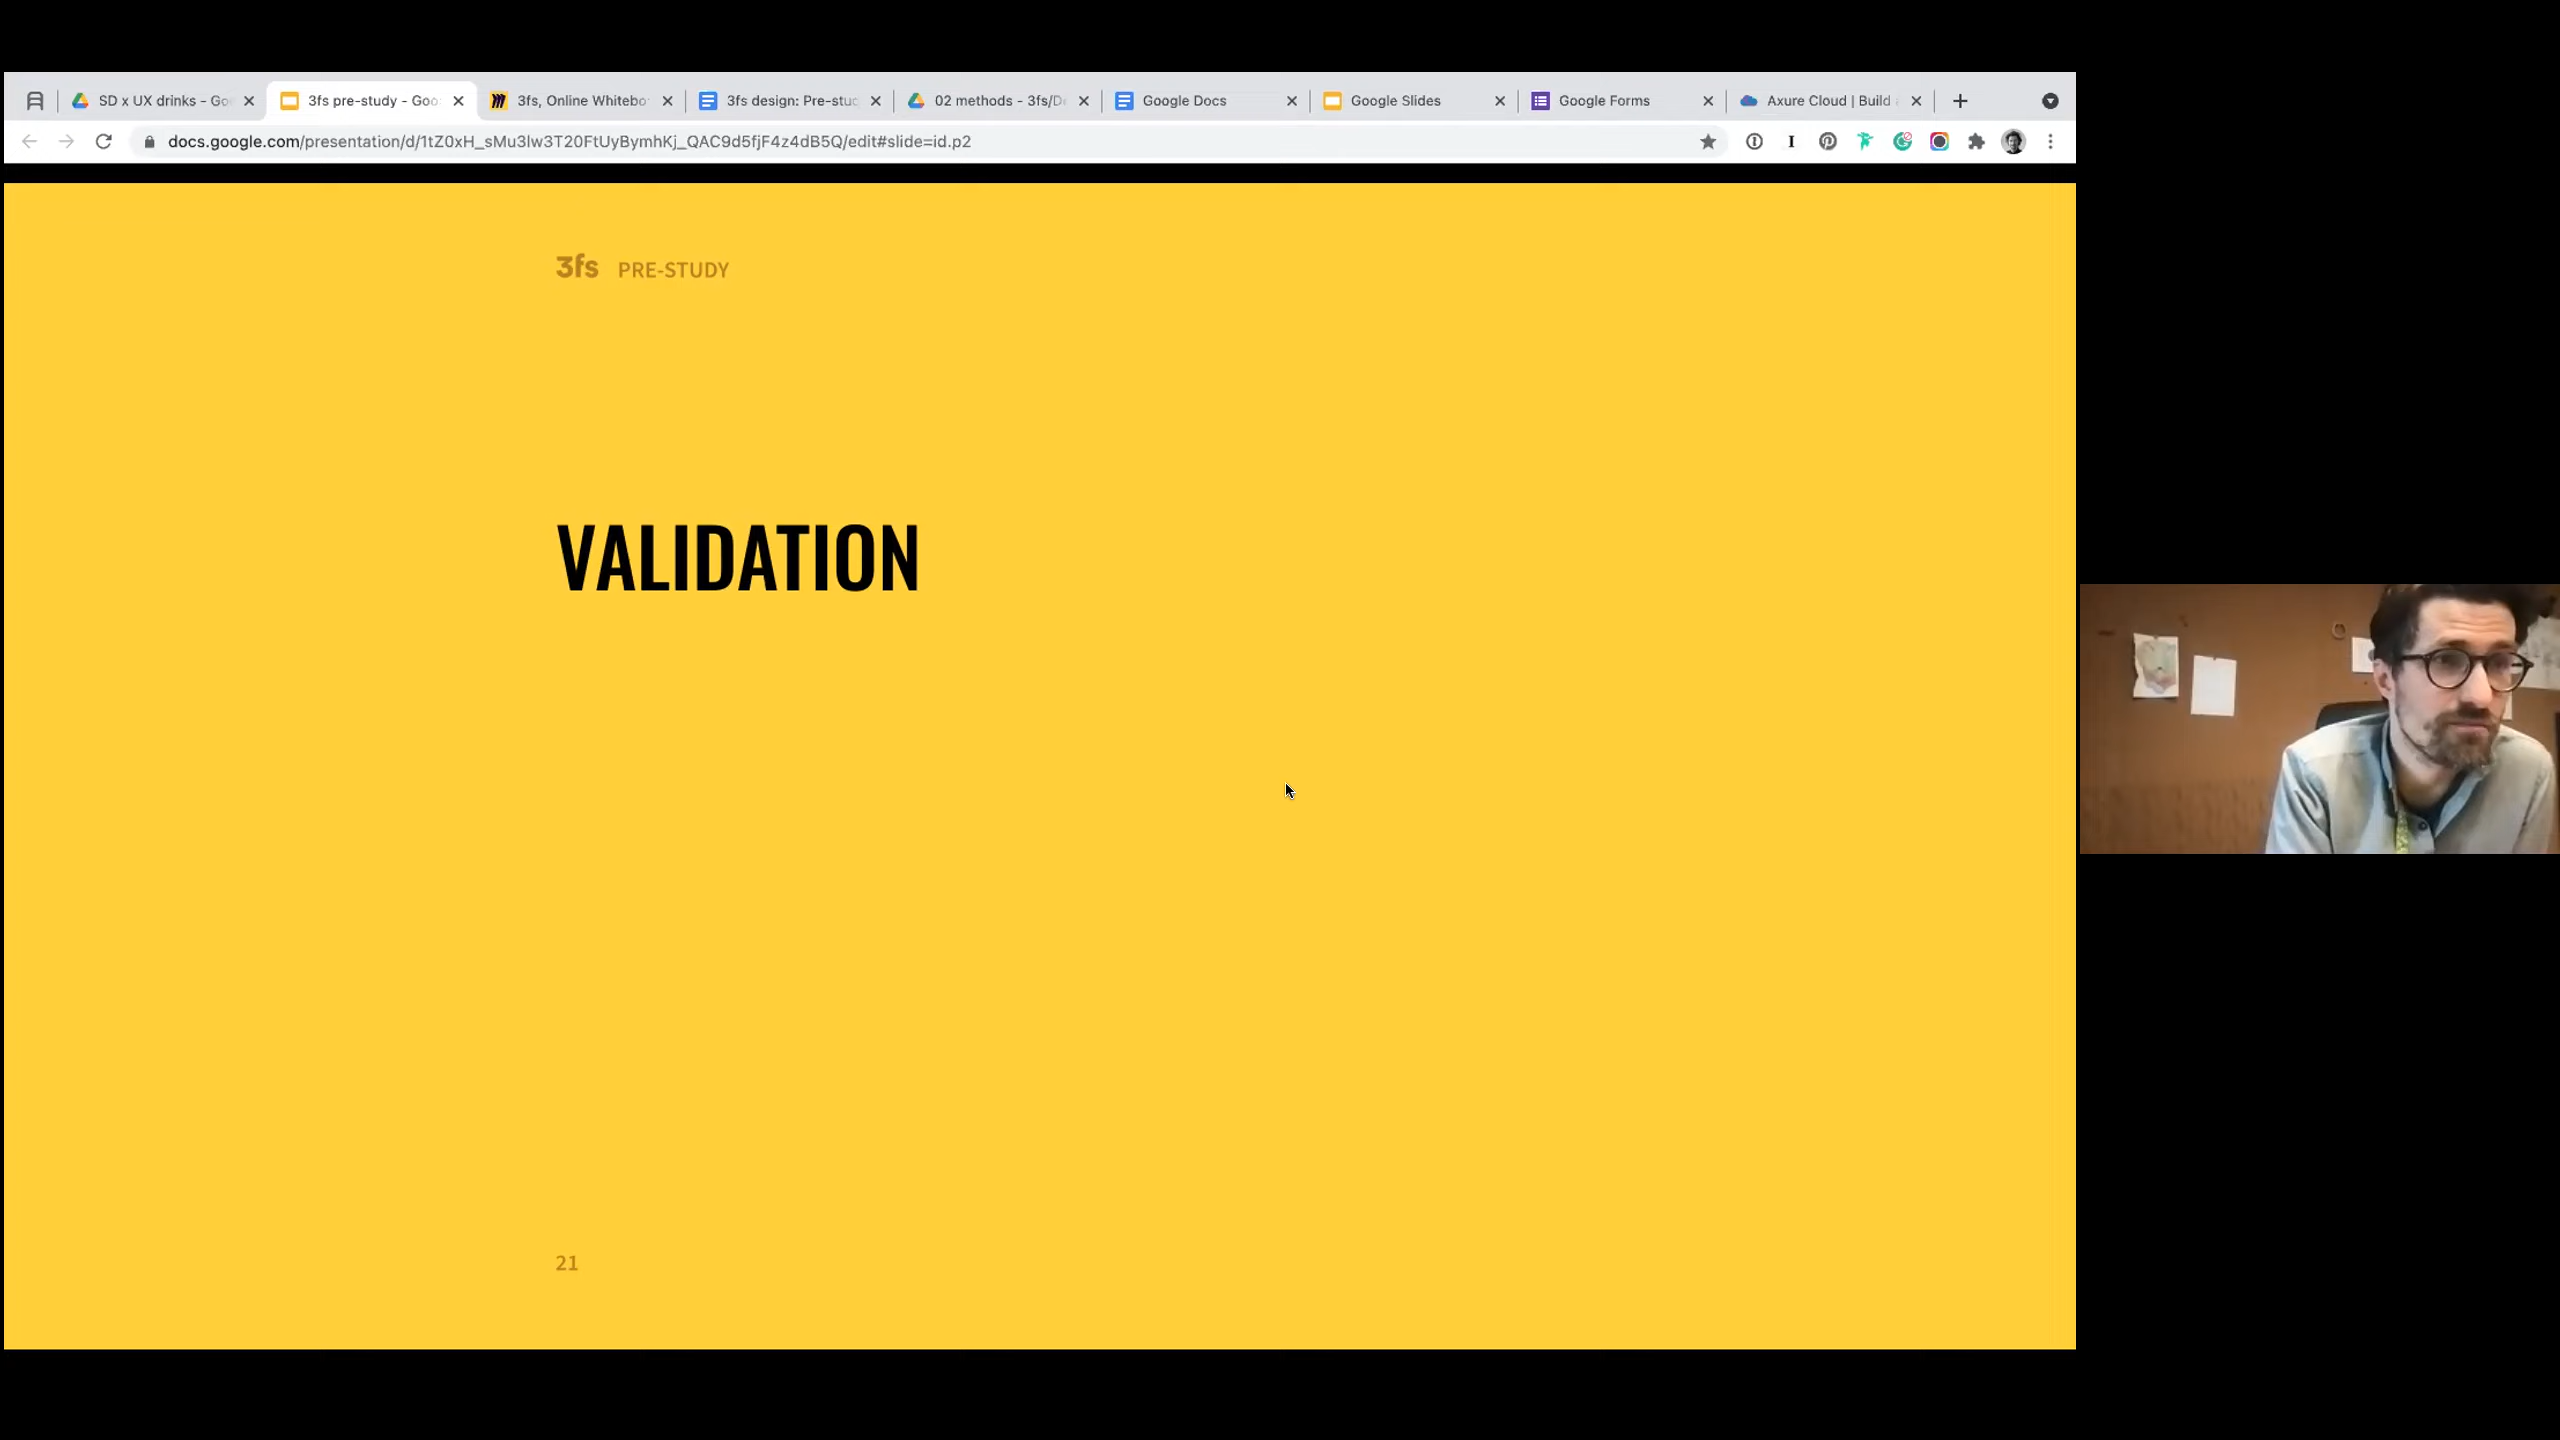 SD x UX drinks - Go
3fs pre-study - Goo
3fs, Online Whitebo
3fs design: Pre-stuc
02 methods - 3fs/De
Google Docs
Google Slides
Google Forms
Axure Cloud | Build
docs.google.com/presentation/d/1tZ0xH_sMu3lw3T20FtUyBymhKj_QAC9d5fjF4z4dB5Q/edit#slide=id.p2
3fs PRE-STUDY
VALIDATION
21